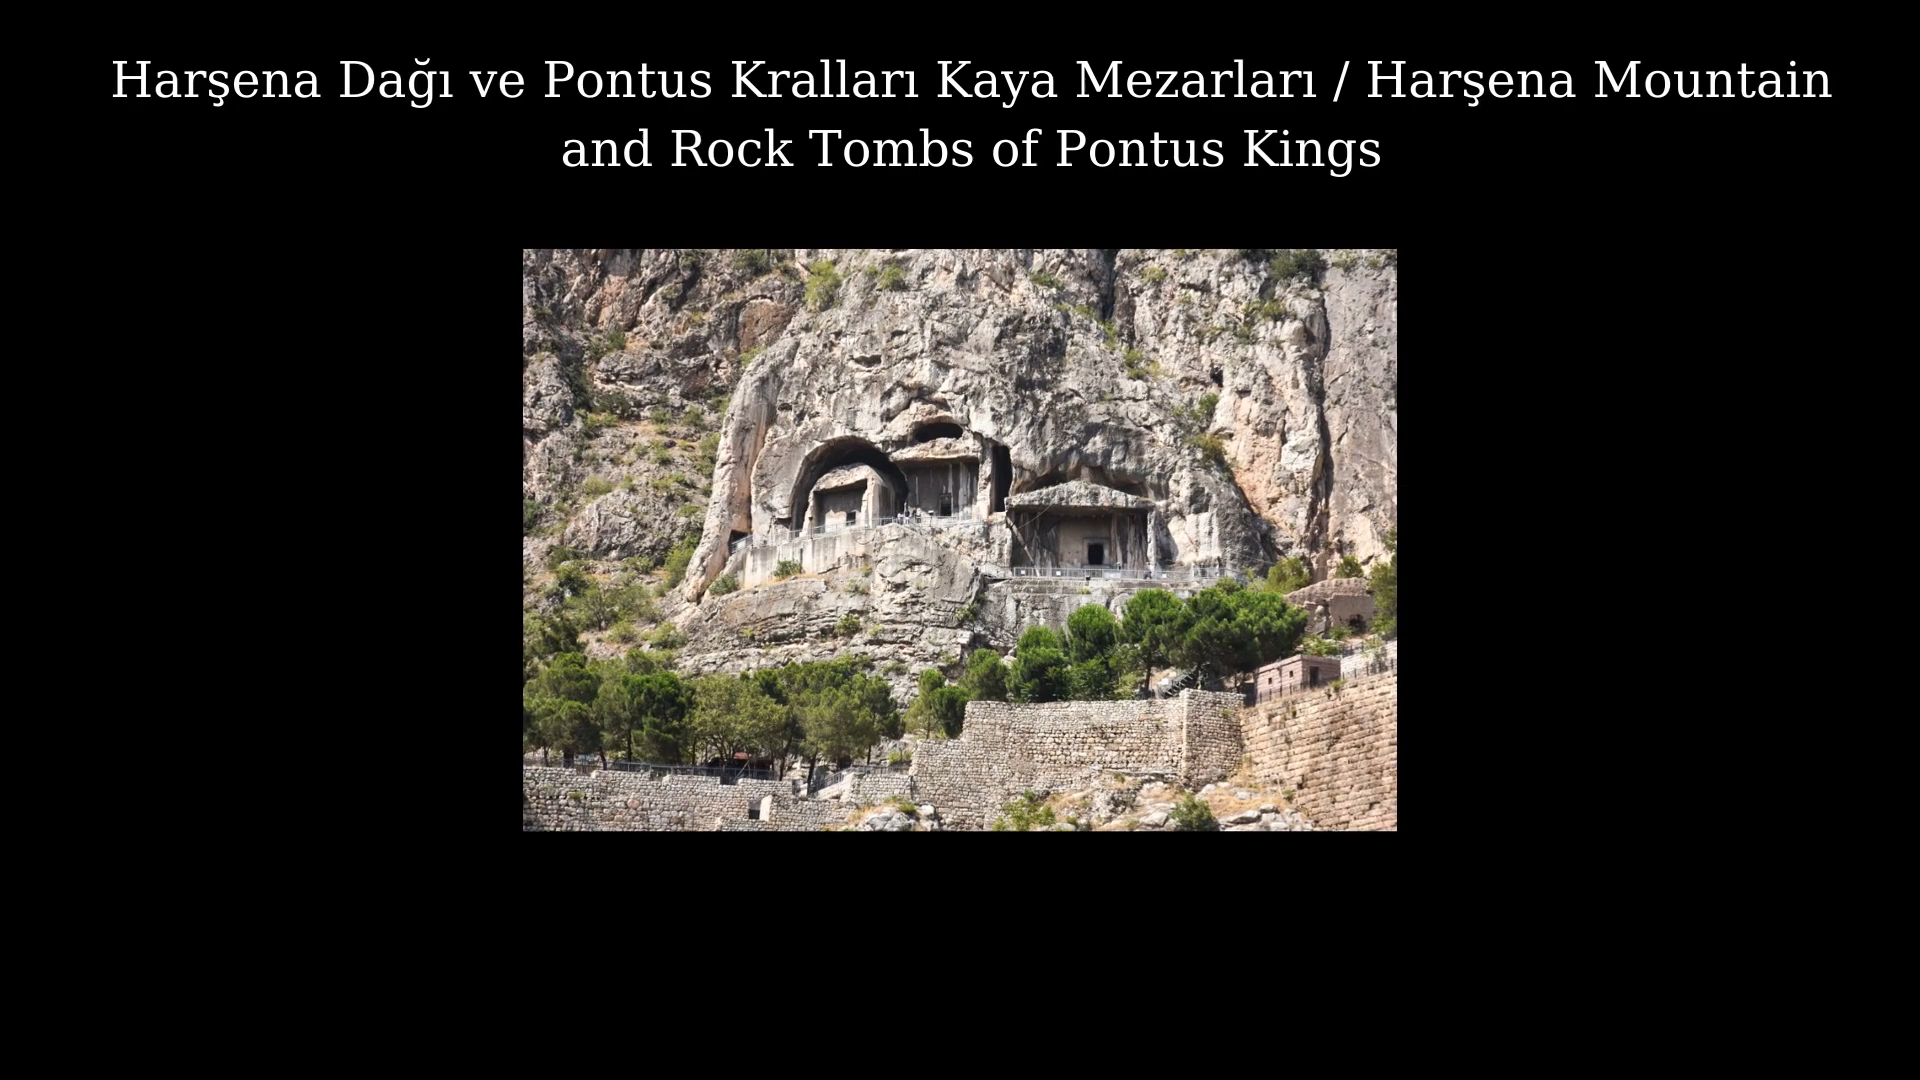 Harşena Dağı ve Pontus Kralları Kaya Mezarları / Harşena Mountain
and Rock Tombs of Pontus Kings